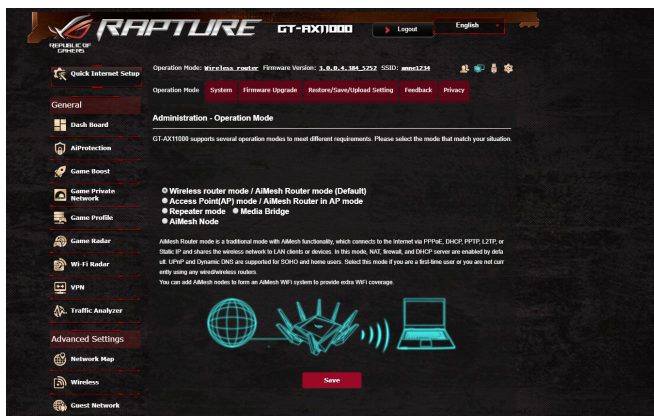 REPUBLIC OF
GAMERS
RAPTURE GT-AX11000 Logout English
Quick Internet Setup
Operation Mode: Wireless router Firmware Version: 3.0.0.4.384_5252 SSID: mnne1234
Operation Mode System Firmware Upgrade Restore/Save/Upload Setting Feedback Privacy
General
Dash Board
AiProtection
Game Boost
Game Private
Network
Game Profile
Game Radar
Wi-Fi Radar
VPN
Traffic Analyzer
Advanced Settings
Network Map
Wireless
Guest Network
Administration - Operation Mode
GT-AX11000 supports several operation modes to meet different requirements. Please select the mode that match your situation.
Wireless router mode / AiMesh Router mode (Default)
Access Point(AP) mode / AiMesh Router in AP mode
Repeater mode Media Bridge
AiMesh Node
AiMesh Router mode is a traditional mode with AiMesh functionality, which connects to the Internet via PPPoE, DHCP, PPTP, L2TP, or
Static IP and shares the wireless network to LAN clients or devices. In this mode, NAT, firewall, and DHCP server are enabled by defa
ult. UPnP and Dynamic DNS are supported for SOHO and home users. Select this mode if you are a first-time user or you are not curr
ently using any wired/wireless routers.
You can add AiMesh nodes to form an AiMesh WiFi system to provide extra WiFi coverage.
Save